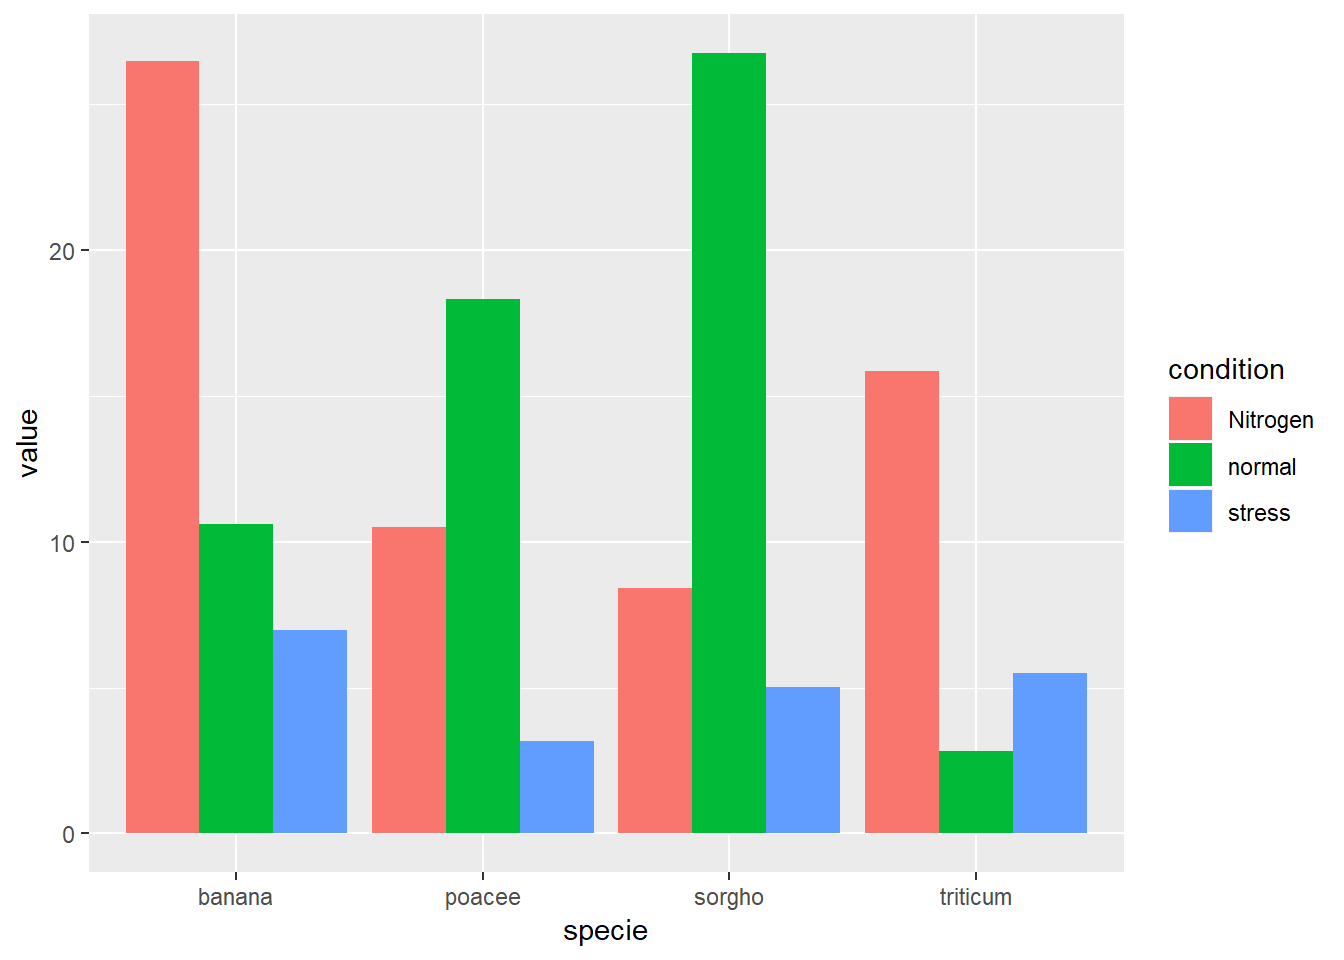 value
20
10
0
banana poacee sorgho triticum
specie
condition
Nitrogen
normal
stress